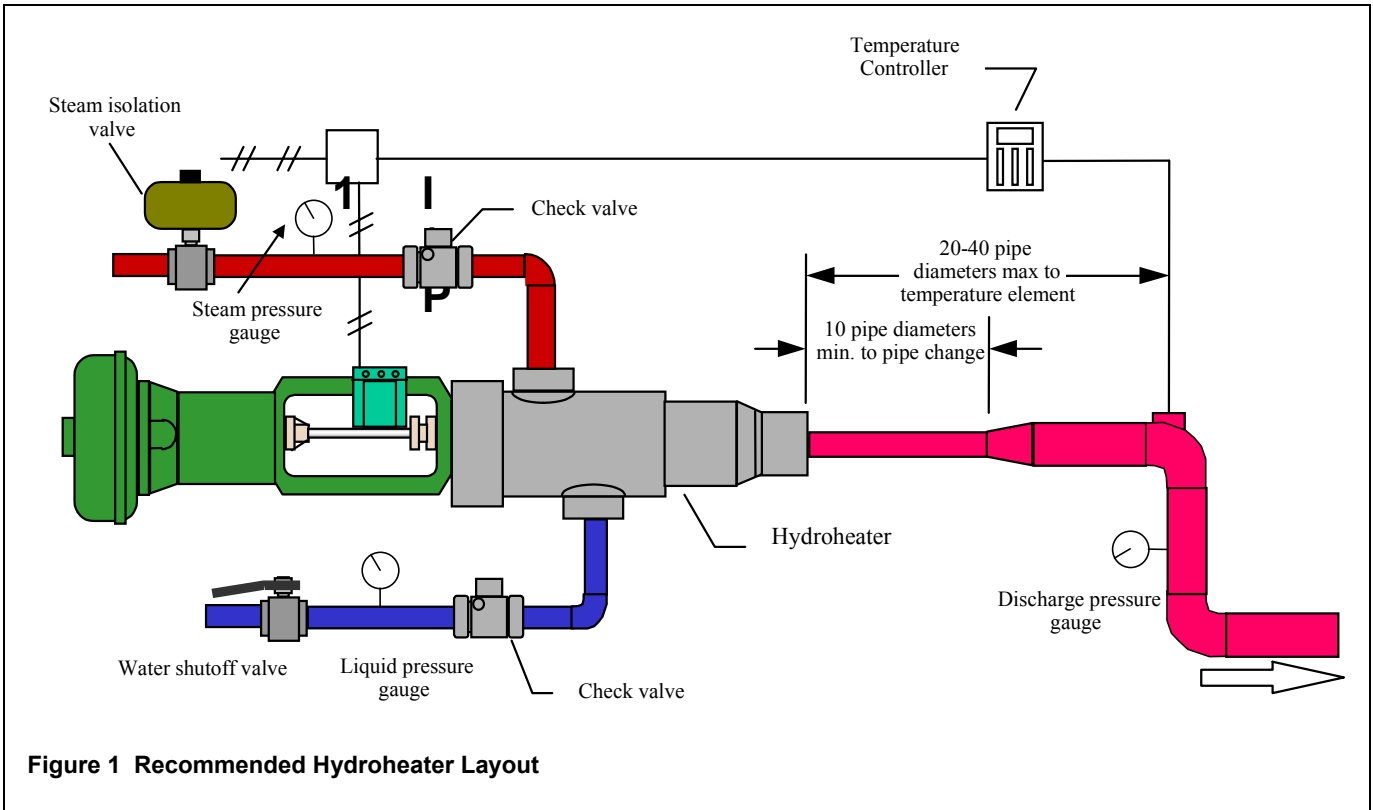 Temperature
Controller
Steam isolation
valve
1
I
P
Check valve
20-40 pipe
diameters max to
temperature element
Steam pressure
gauge
10 pipe diameters
min. to pipe change
Hydroheater
Discharge pressure
gauge
Water shutoff valve
Liquid pressure
gauge
Check valve
Figure 1 Recommended Hydroheater Layout